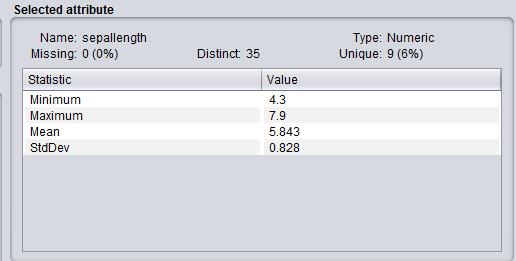 Selected attribute
Name: sepallength Type: Numeric
Missing: 0 (0%) Distinct: 35 Unique: 9 (6%)
Statistic Value
Minimum 4.3
Maximum 7.9
Mean 5.843
StdDev 0.828